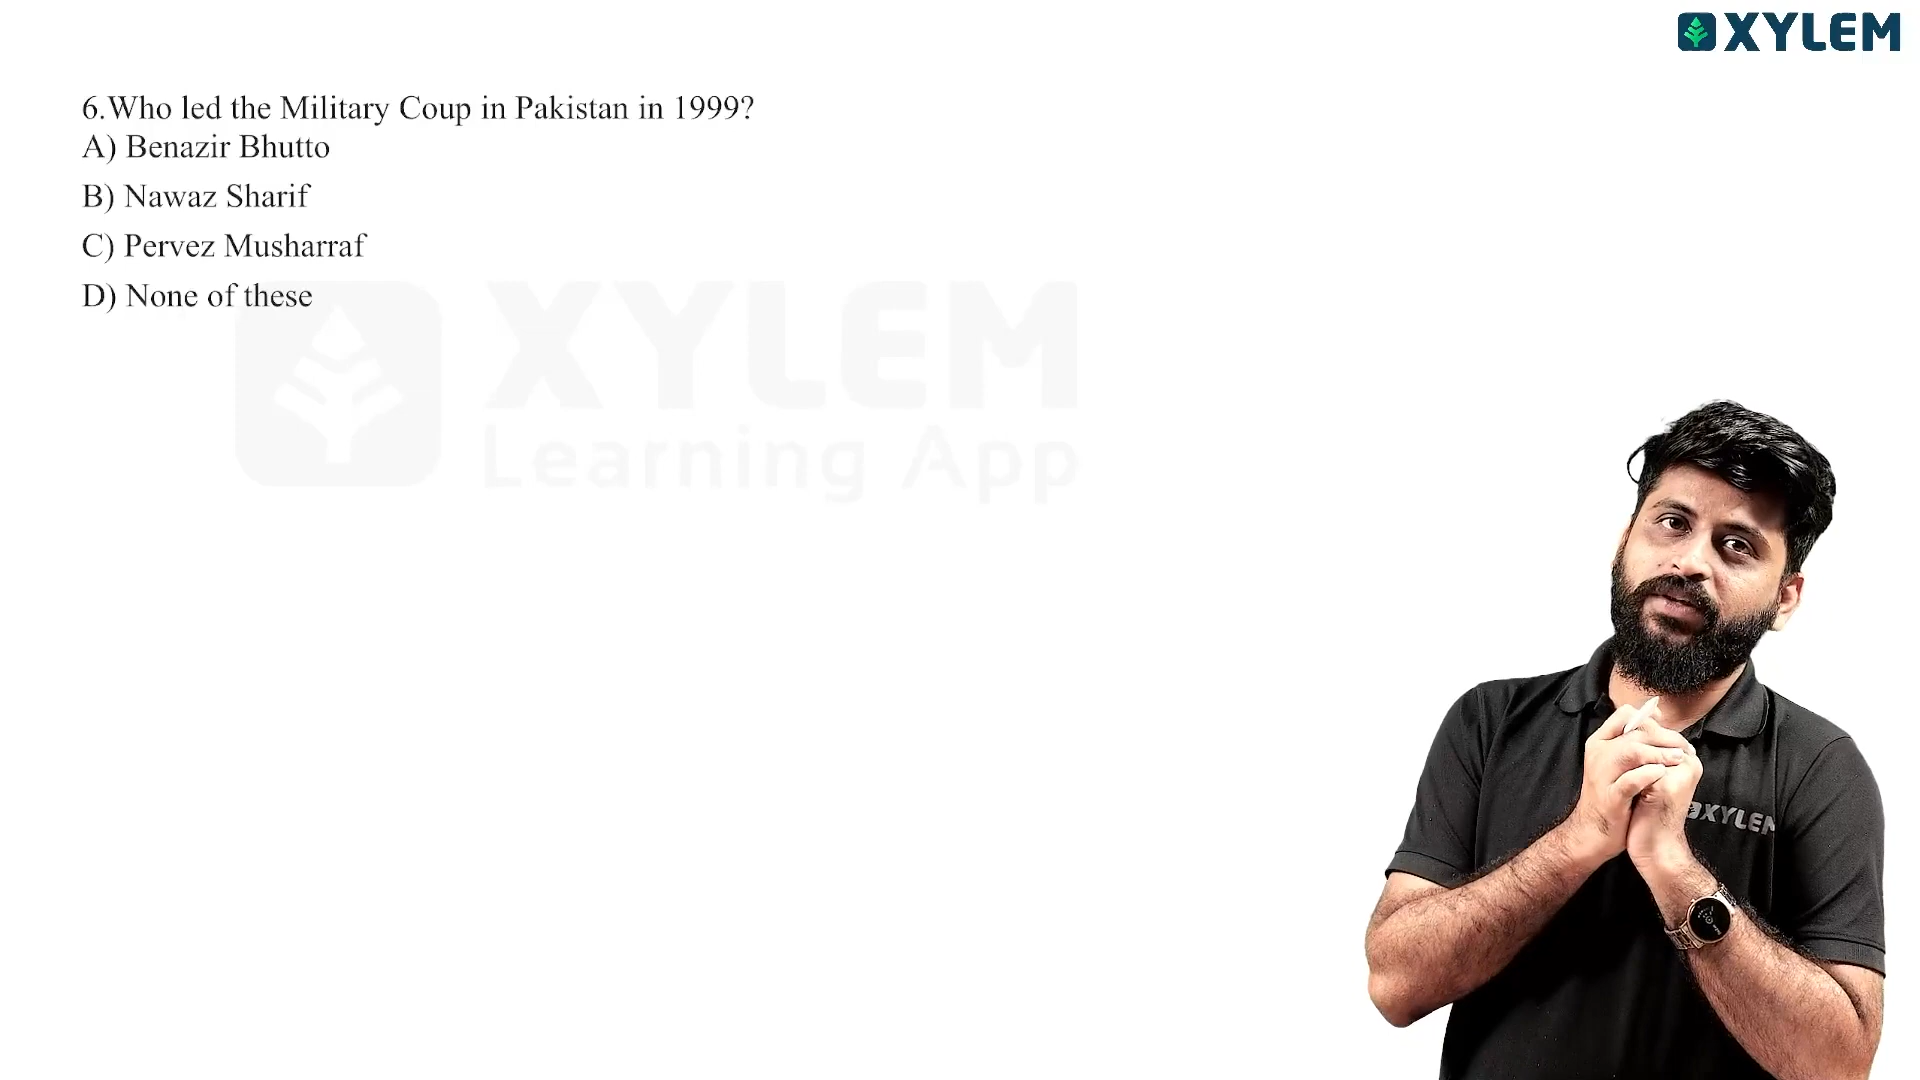 XYLEM
6.Who led the Military Coup in Pakistan in 1999?
A) Benazir Bhutto
B) Nawaz Sharif
C) Pervez Musharraf
D) None of these
XYLEM
Learning App
XYLEM